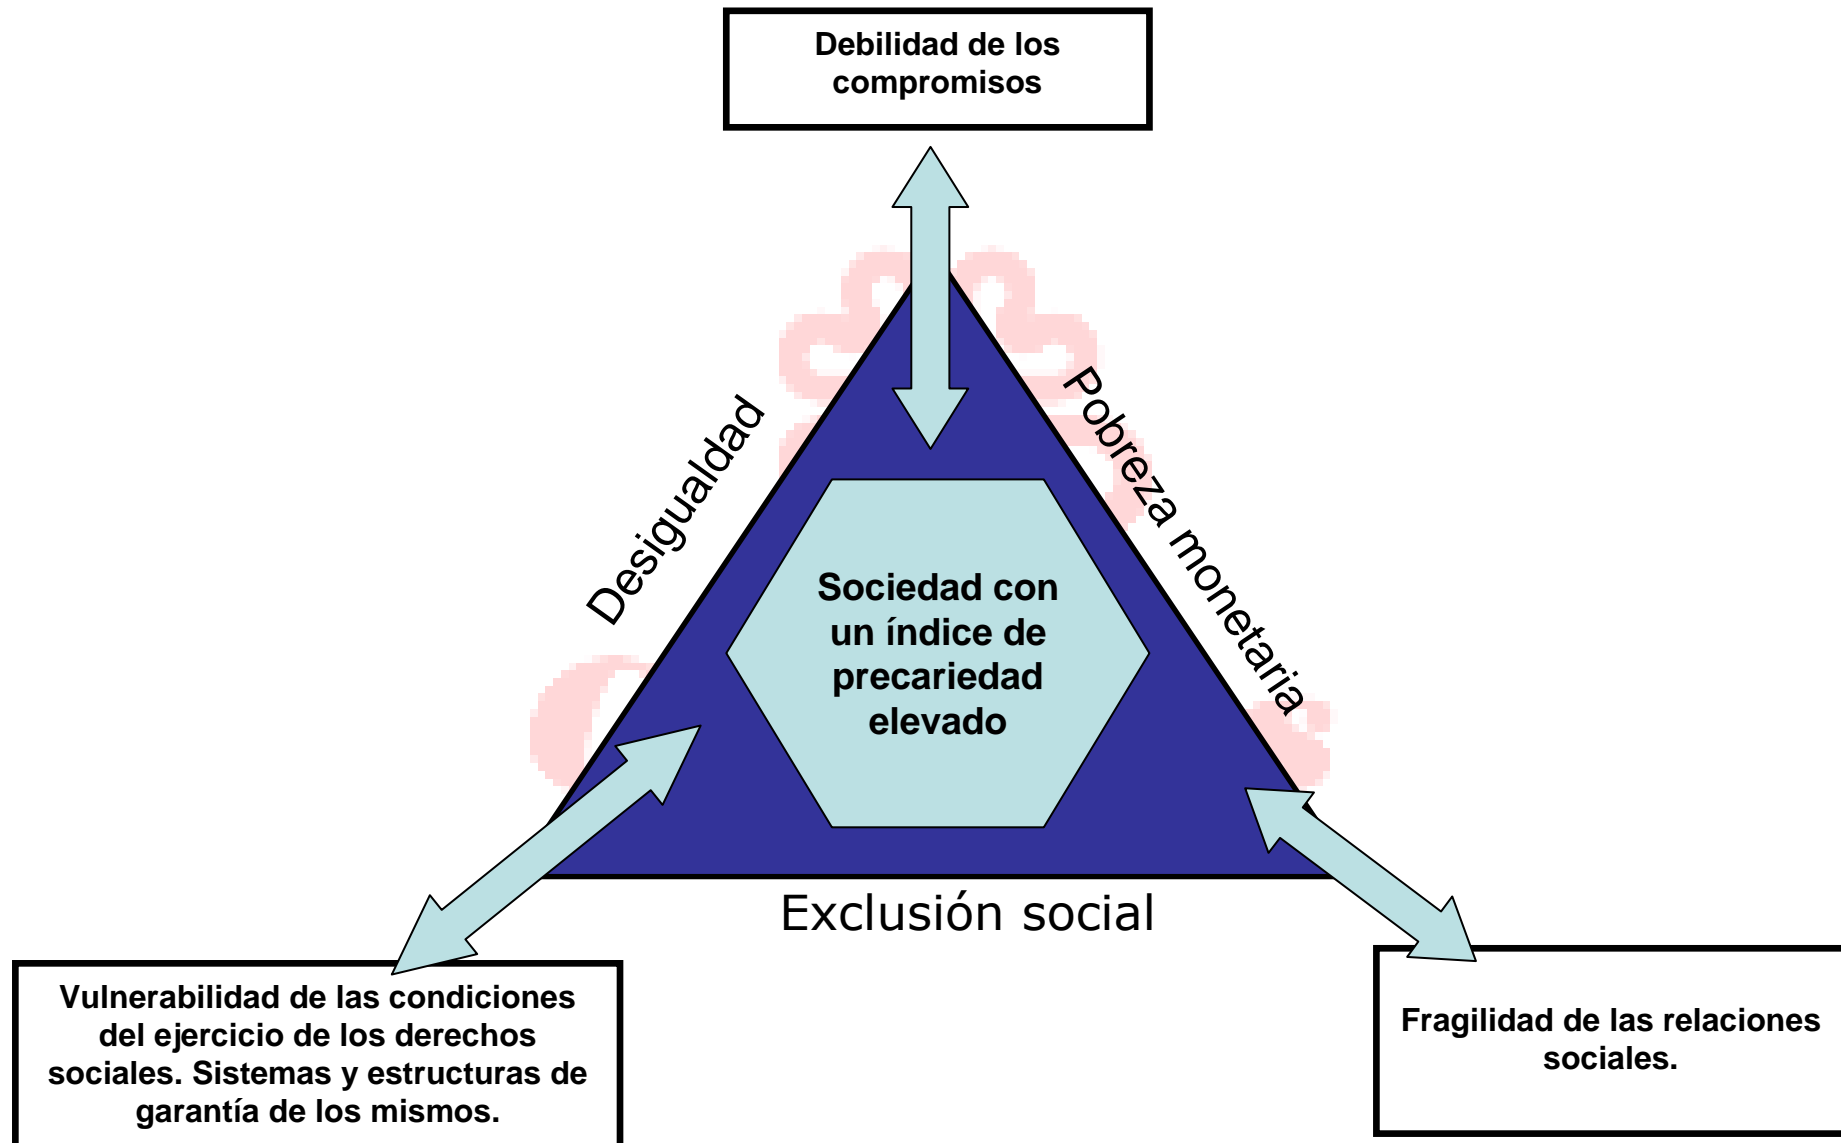 Debilidad de los
compromisos
Desigualdad
Pobreza monetaria
Sociedad con
un índice de
precariedad
elevado
Exclusión social
Vulnerabilidad de las condiciones
del ejercicio de los derechos
sociales. Sistemas y estructuras de
garantía de los mismos.
Fragilidad de las relaciones
sociales.